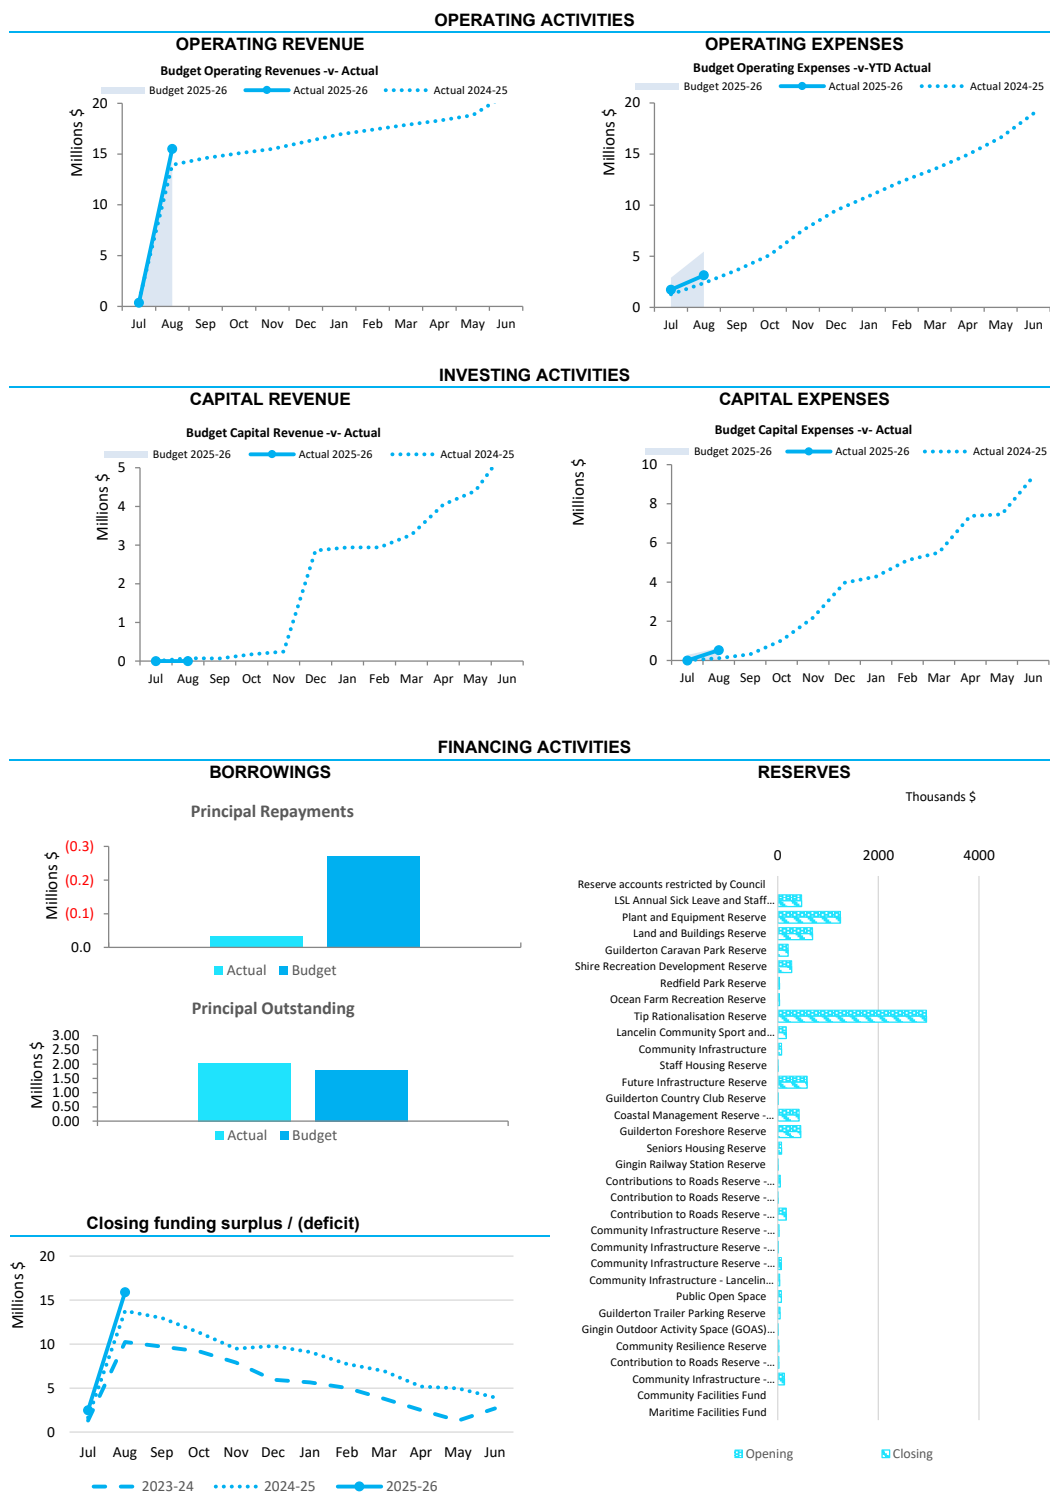 OPERATING ACTIVITIES
OPERATING REVENUE
Budget Operating Revenues -v- Actual
Budget 2025-26 Actual 2025-26 Actual 2024-25
Millions $
20
15
10
5
0
Jul Aug Sep Oct Nov Dec Jan Feb Mar Apr May Jun
OPERATING EXPENSES
Budget Operating Expenses -v-YTD Actual
Budget 2025-26 Actual 2025-26 Actual 2024-25
Millions $
20
15
10
5
0
Jul Aug Sep Oct Nov Dec Jan Feb Mar Apr May Jun
INVESTING ACTIVITIES
CAPITAL REVENUE
Budget Capital Revenue -v- Actual
Budget 2025-26 Actual 2025-26 Actual 2024-25
Millions $
5
4
3
2
1
0
Jul Aug Sep Oct Nov Dec Jan Feb Mar Apr May Jun
CAPITAL EXPENSES
Budget Capital Expenses -v- Actual
Budget 2025-26 Actual 2025-26 Actual 2024-25
Millions $
10
8
6
4
2
0
Jul Aug Sep Oct Nov Dec Jan Feb Mar Apr May Jun
FINANCING ACTIVITIES
BORROWINGS
Principal Repayments
Millions $
(0.3)
(0.2)
(0.1)
0.0
Actual Budget
Principal Outstanding
Millions $
3.00
2.50
2.00
1.50
1.00
0.50
0.00
Actual Budget
RESERVES
Thousands $
0 2000 4000
Reserve accounts restricted by Council
LSL Annual Sick Leave and Staff...
Plant and Equipment Reserve
Land and Buildings Reserve
Guilderton Caravan Park Reserve
Shire Recreation Development Reserve
Redfield Park Reserve
Ocean Farm Recreation Reserve
Tip Rationalisation Reserve
Lancelin Community Sport and...
Community Infrastructure
Staff Housing Reserve
Future Infrastructure Reserve
Guilderton Country Club Reserve
Coastal Management Reserve -...
Guilderton Foreshore Reserve
Seniors Housing Reserve
Gingin Railway Station Reserve
Contributions to Roads Reserve -...
Contribution to Roads Reserve -...
Contribution to Roads Reserve -...
Community Infrastructure Reserve -...
Community Infrastructure Reserve -...
Community Infrastructure Reserve -...
Community Infrastructure - Lancelin...
Public Open Space
Guilderton Trailer Parking Reserve
Gingin Outdoor Activity Space (GOAS)...
Community Resilience Reserve
Contribution to Roads Reserve -...
Community Infrastructure -...
Community Facilities Fund
Maritime Facilities Fund
Opening Closing
Closing funding surplus / (deficit)
Millions $
20
15
10
5
0
Jul Aug Sep Oct Nov Dec Jan Feb Mar Apr May Jun
2023-24 2024-25 2025-26